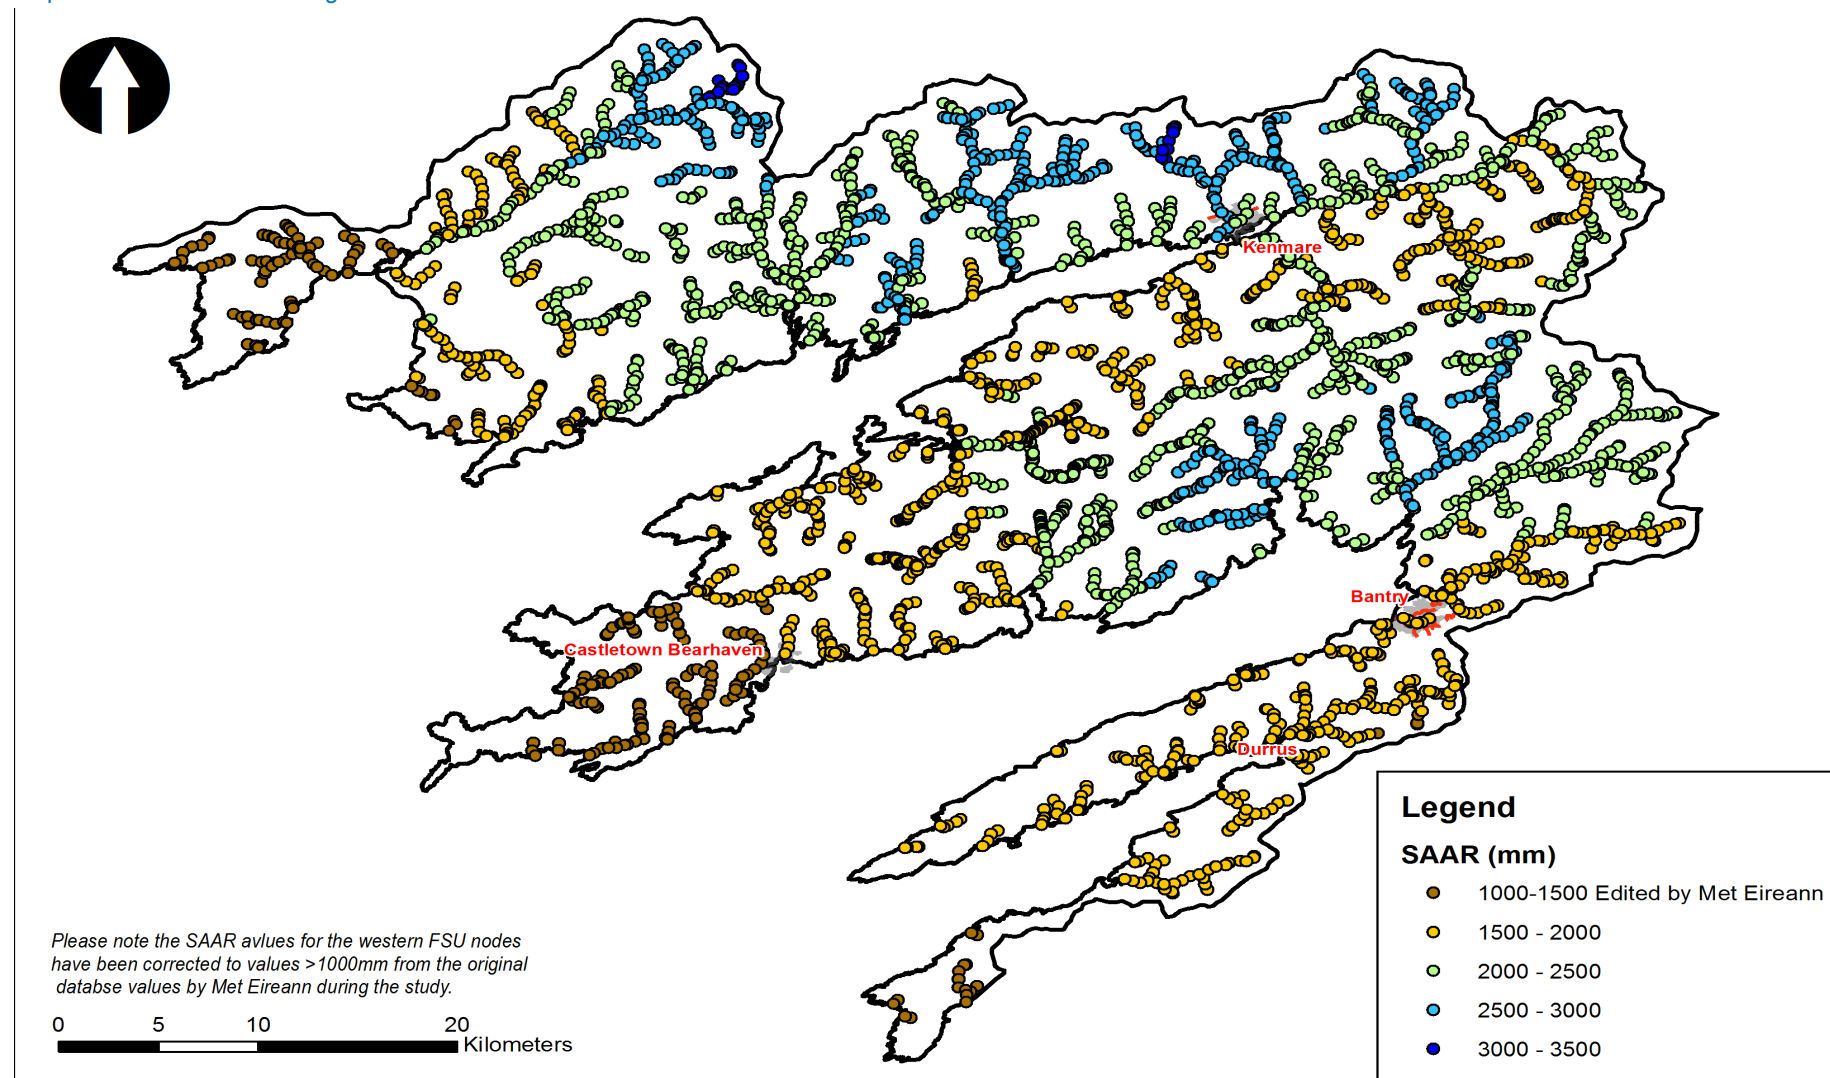 Kenmare
Bantry
Castletown Bearhaven
Durrus
Legend
SAAR (mm)
1000-1500 Edited by Met Eireann
1500 - 2000
2000 - 2500
2500 - 3000
3000 - 3500
Please note the SAAR avlues for the western FSU nodes
have been corrected to values >1000mm from the original
databse values by Met Eireann during the study.
0 5 10 20
Kilometers